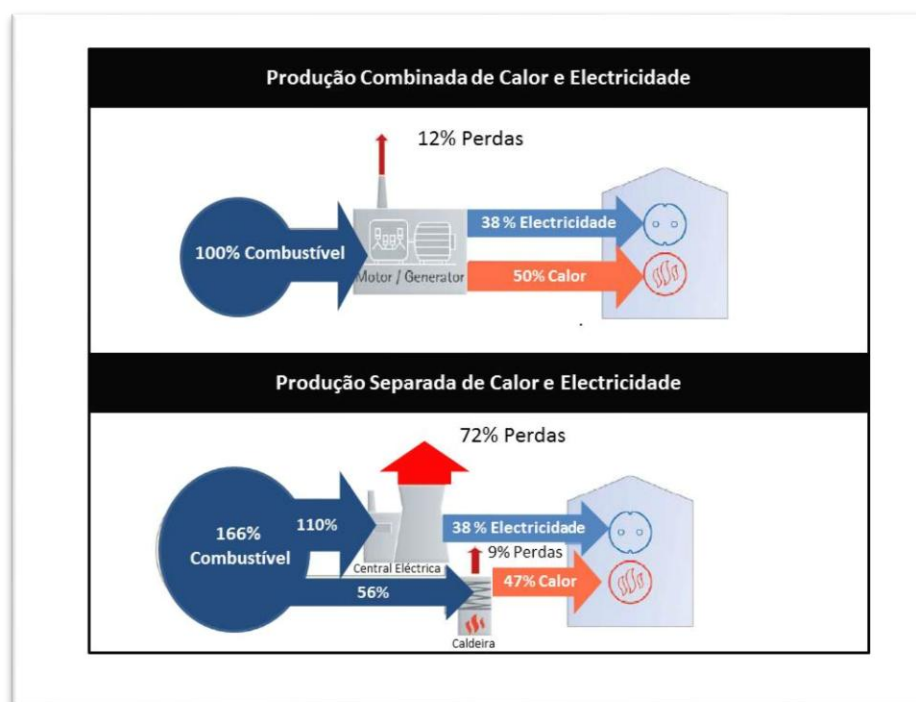 Produção Combinada de Calor e Electricidade
12% Perdas
100% Combustível
38 % Electricidade
Motor / Generator
50% Calor
Produção Separada de Calor e Electricidade
72% Perdas
166%
Combustível
110%
38 % Electricidade
9% Perdas
Central Eléctrica
56%
47% Calor
Caldeira